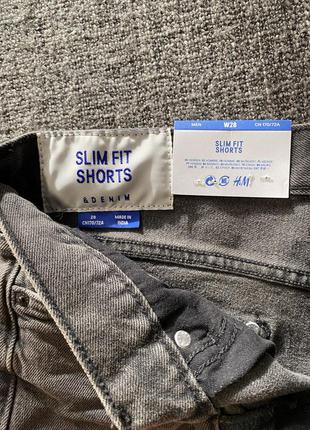 MEN W28 CN 170/72A
SLIM FIT
SHORTS
H&M
SLIM FIT
SHORTS
&DENIM
28
CN170/72A
MADE IN
INDIA